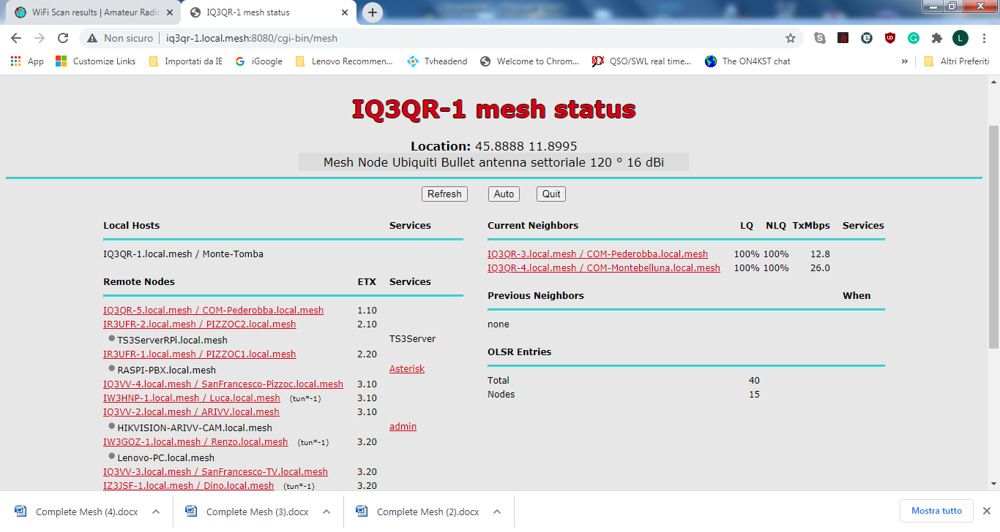 WiFi Scan results | Amateur Radio
IQ3QR-1 mesh status
Non sicuro | iq3qr-1.local.mesh:8080/cgi-bin/mesh
App
Customize Links
Importati da IE
iGoogle
Lenovo Recommen...
Tvheadend
Welcome to Chrom...
QSO/SWL real time...
The ON4KST chat
»
Altri Preferiti
IQ3QR-1 mesh status
Location: 45.8888 11.8995
Mesh Node Ubiquiti Bullet antenna settoriale 120 ° 16 dBi
Refresh Auto Quit
Local Hosts Services
IQ3QR-1.local.mesh / Monte-Tomba
Remote Nodes ETX Services
IQ3QR-5.local.mesh / COM-Pederobba.local.mesh 1.10
IR3UFR-2.local.mesh / PIZZOC2.local.mesh 2.10
TS3ServerRPi.local.mesh TS3Server
IR3UFR-1.local.mesh / PIZZOC1.local.mesh 2.20
RASPI-PBX.local.mesh Asterisk
IQ3VV-4.local.mesh / SanFrancesco-Pizzoc.local.mesh 3.10
IW3HNP-1.local.mesh / Luca.local.mesh (tun*-1) 3.10
IQ3VV-2.local.mesh / ARIVV.local.mesh 3.10
HIKVISION-ARIVV-CAM.local.mesh admin
IW3GOZ-1.local.mesh / Renzo.local.mesh (tun*-1) 3.20
Lenovo-PC.local.mesh
IQ3VV-3.local.mesh / SanFrancesco-TV.local.mesh 3.20
IZ3JSF-1.local.mesh / Dino.local.mesh (tun*-1) 3.20
Current Neighbors LQ NLQ TxMbps Services
IQ3QR-3.local.mesh / COM-Pederobba.local.mesh 100% 100% 12.8
IQ3QR-4.local.mesh / COM-Montebelluna.local.mesh 100% 100% 26.0
Previous Neighbors When
none
OLSR Entries
Total 40
Nodes 15
Complete Mesh (4).docx
Complete Mesh (3).docx
Complete Mesh (2).docx
Mostra tutto